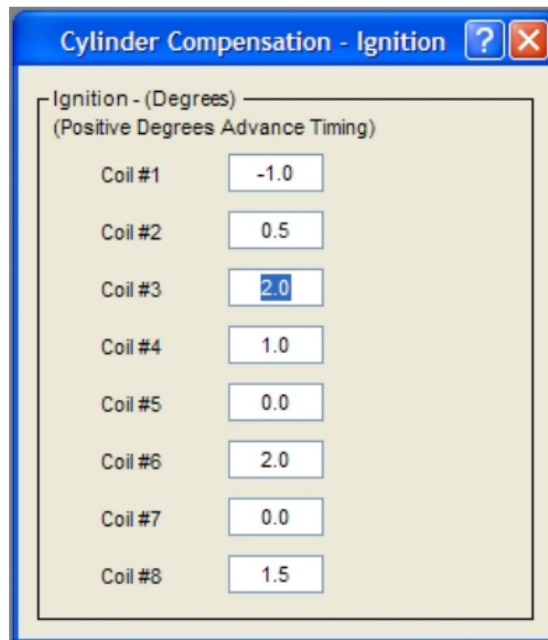 Cylinder Compensation - Ignition ?
Ignition - (Degrees)
(Positive Degrees Advance Timing)
Coil #1 -1.0
Coil #2 0.5
Coil #3 2.0
Coil #4 1.0
Coil #5 0.0
Coil #6 2.0
Coil #7 0.0
Coil #8 1.5